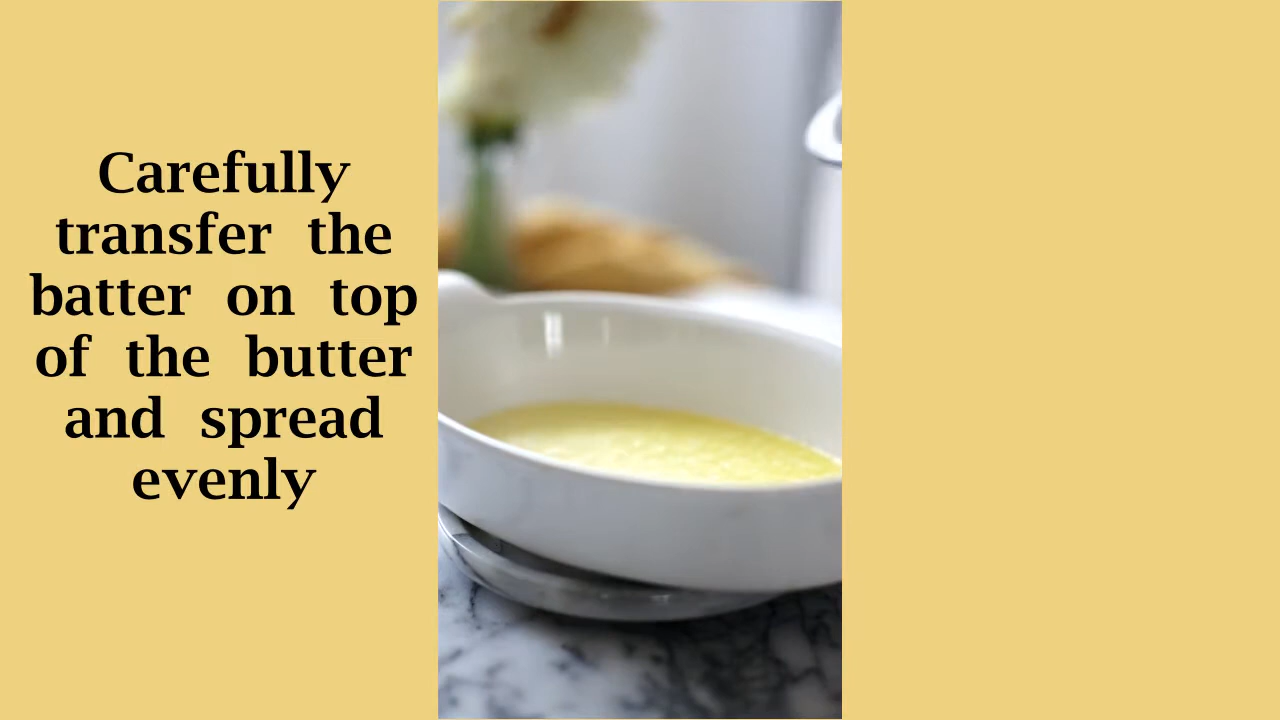 Carefully
transfer the
batter on top
of the butter
and spread
evenly